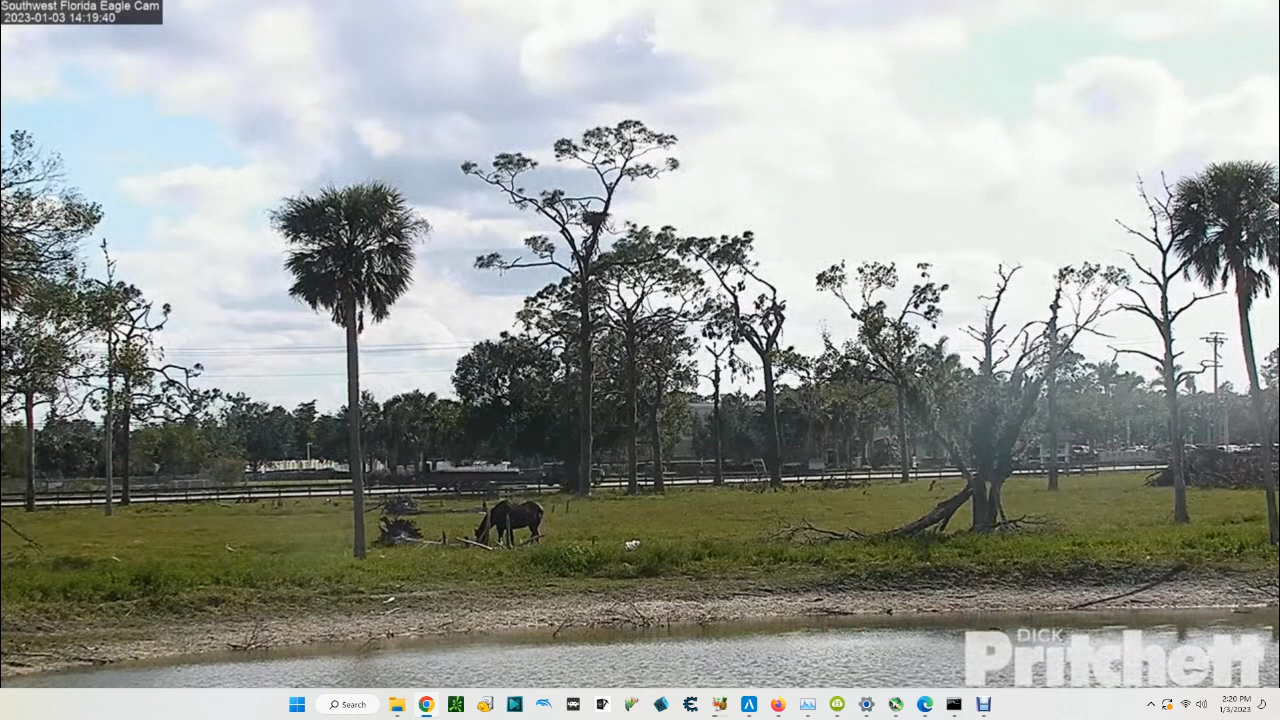 Southwest Florida Eagle Cam
2023-01-03 14:19:40
DICK
Pritchett
Search
2:20 PM
1/3/2023